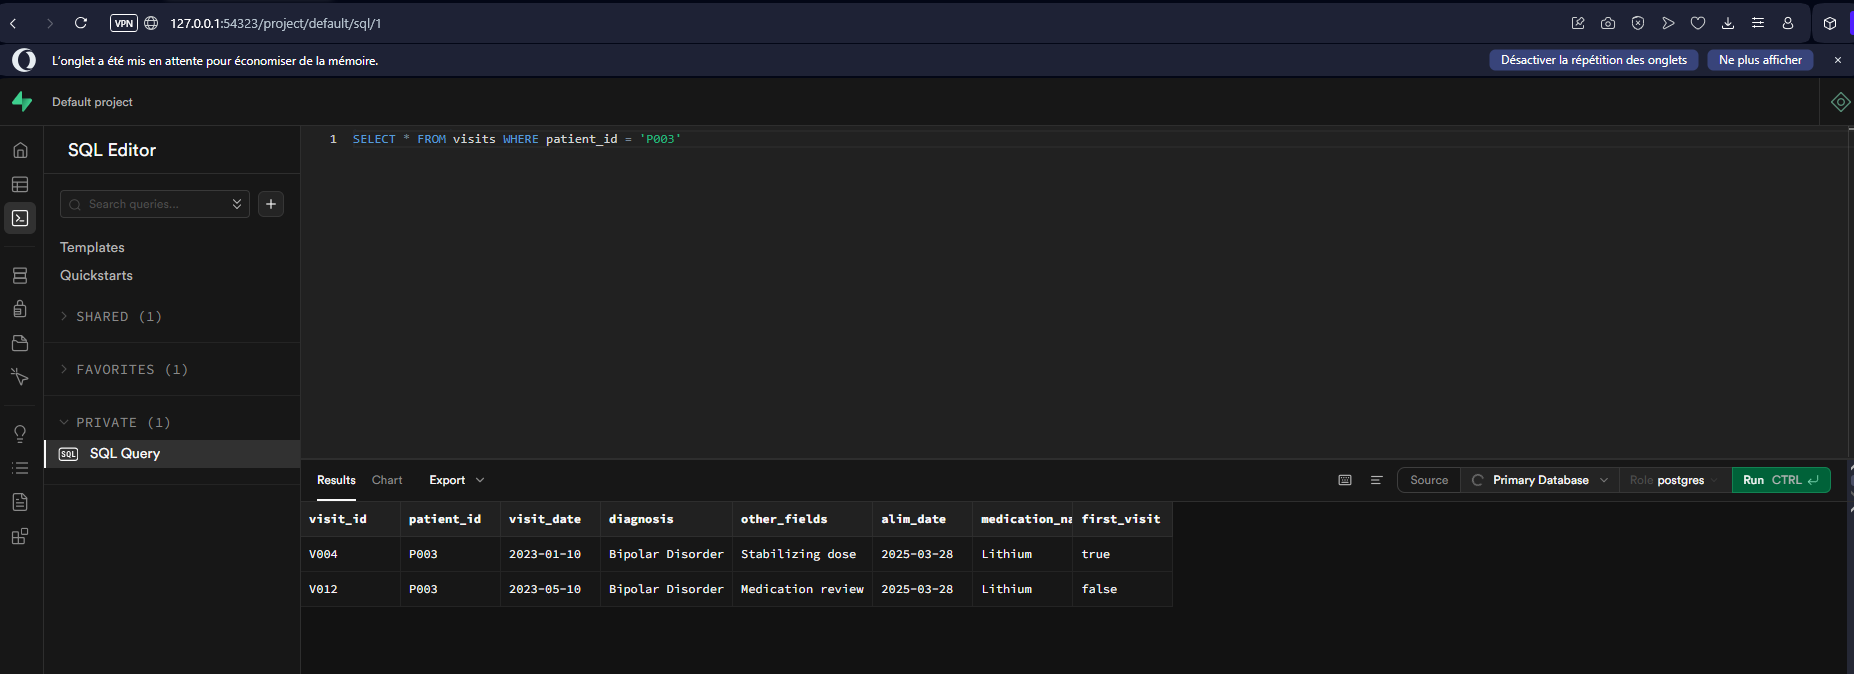 VPN 127.0.0.1:54323/project/default/sql/1
L'onglet a été mis en attente pour économiser de la mémoire. Désactiver la répétition des onglets Ne plus afficher
Default project
SQL Editor
Search queries...
Templates
Quickstarts
SHARED (1)
FAVORITES (1)
PRIVATE (1)
SQL SQL Query
1 SELECT * FROM visits WHERE patient_id = 'P003'
Results Chart Export Source Primary Database Role postgres Run CTRL
visit_id patient_id visit_date diagnosis other_fields alim_date medication_na first_visit
V004 P003 2023-01-10 Bipolar Disorder Stabilizing dose 2025-03-28 Lithium true
V012 P003 2023-05-10 Bipolar Disorder Medication review 2025-03-28 Lithium false